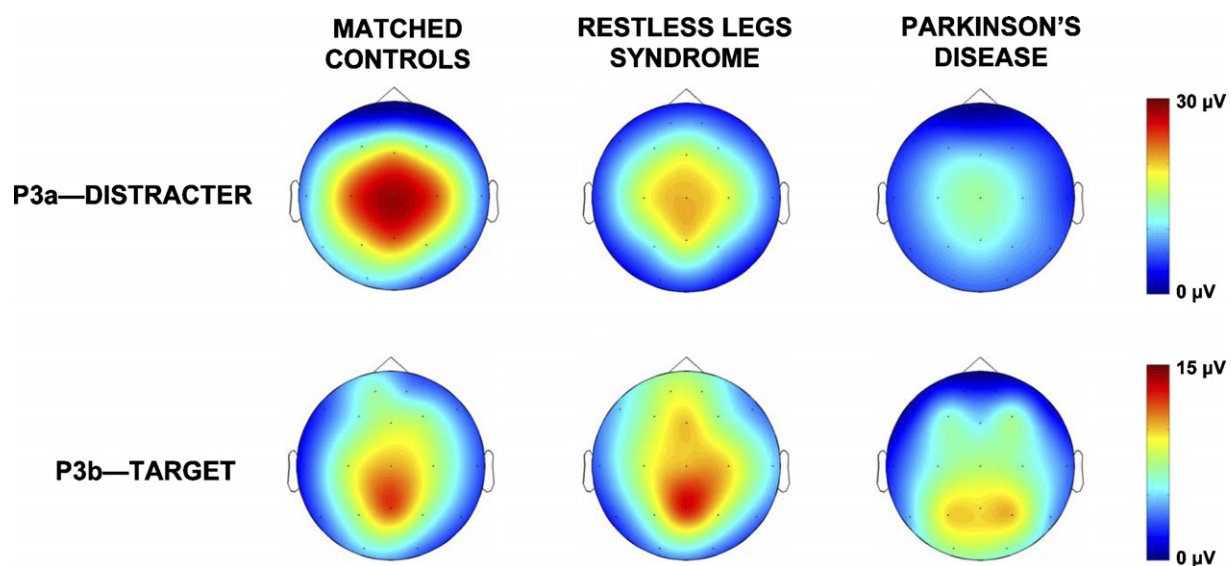 MATCHED
CONTROLS
RESTLESS LEGS
SYNDROME
PARKINSON'S
DISEASE
P3a—DISTRACTER
30 µV
0 µV
P3b—TARGET
15 µV
0 µV